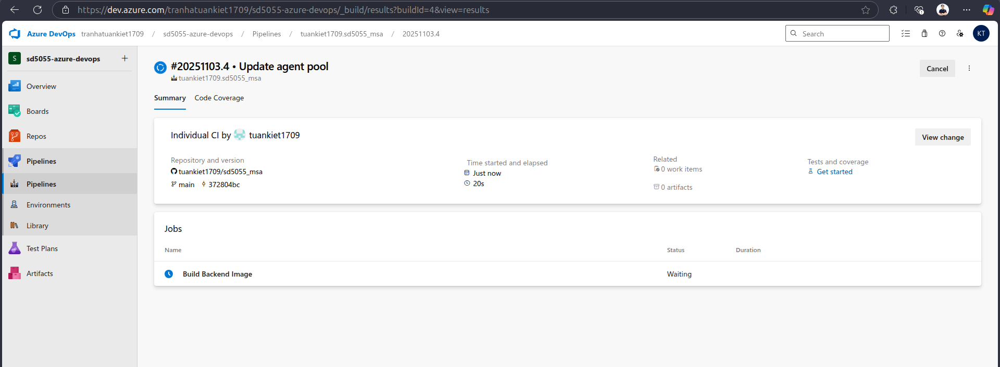 https://dev.azure.com/tranhatuankiet1709/sd5055-azure-devops/_build/results?buildId=4&view=results
Azure DevOps tranhatuankiet1709 / sd5055-azure-devops / Pipelines / tuankiet1709.sd5055_msa / 20251103.4
Search
KT
S sd5055-azure-devops
Overview
Boards
Repos
Pipelines
Pipelines
Environments
Library
Test Plans
Artifacts
#20251103.4 • Update agent pool
tuankiet1709.sd5055_msa
Cancel
Summary Code Coverage
Individual CI by tuankiet1709
View change
Repository and version
tuankiet1709/sd5055_msa
main 372804bc
Time started and elapsed
Just now
20s
Related
0 work items
0 artifacts
Tests and coverage
Get started
Jobs
Name Status Duration
Build Backend Image Waiting